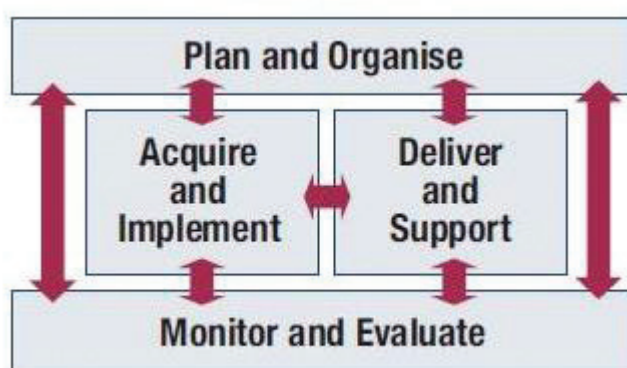 Plan and Organise
Acquire
and
Implement
Deliver
and
Support
Monitor and Evaluate